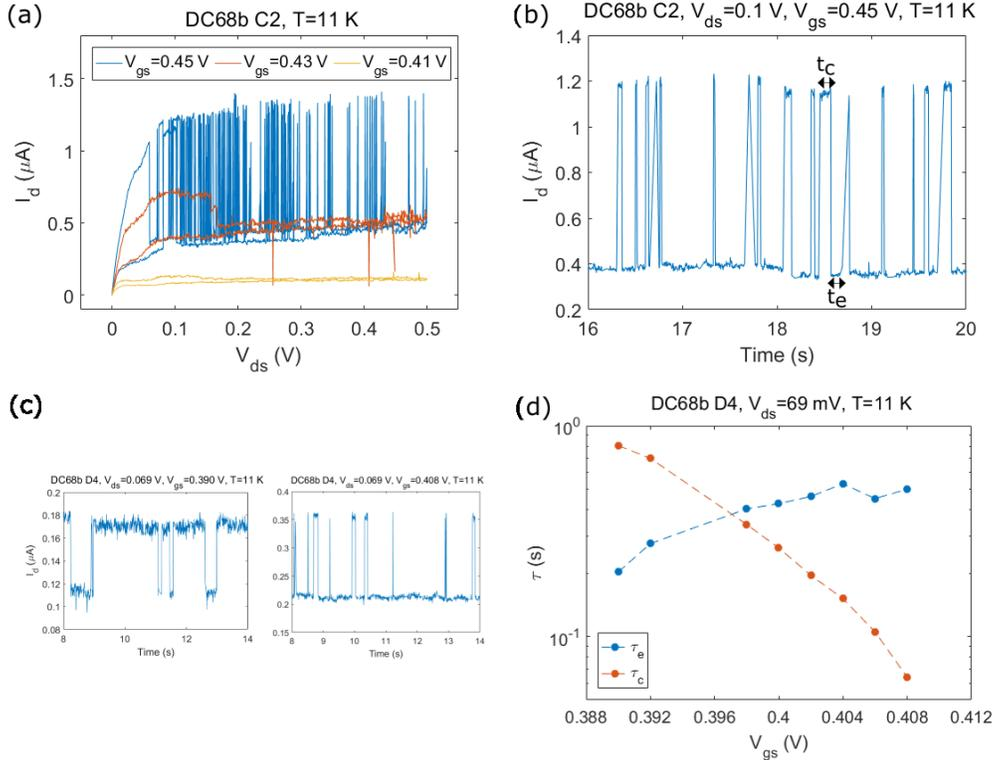 (a)
DC68b C2, T=11 K
V_gs=0.45 V V_gs=0.43 V V_gs=0.41 V
1.5
1
0.5
0
I_d (μA)
0 0.1 0.2 0.3 0.4 0.5
V_ds (V)
(b)
DC68b C2, V_ds=0.1 V, V_gs=0.45 V, T=11 K
1.4
1.2
1
0.8
0.6
0.4
0.2
I_d (μA)
t_c
t_e
16 17 18 19 20
Time (s)
(c)
DC68b D4, V_ds=0.069 V, V_gs=0.390 V, T=11 K
0.2
0.18
0.16
0.14
0.12
0.1
0.08
I_d (μA)
8 10 12 14
Time (s)
DC68b D4, V_ds=0.069 V, V_gs=0.408 V, T=11 K
0.4
0.35
0.3
0.25
0.2
0.15
8 9 10 11 12 13 14
Time (s)
(d)
DC68b D4, V_ds=69 mV, T=11 K
10^0
10^-1
τ (s)
τ_e
τ_c
0.388 0.392 0.396 0.4 0.404 0.408 0.412
V_gs (V)